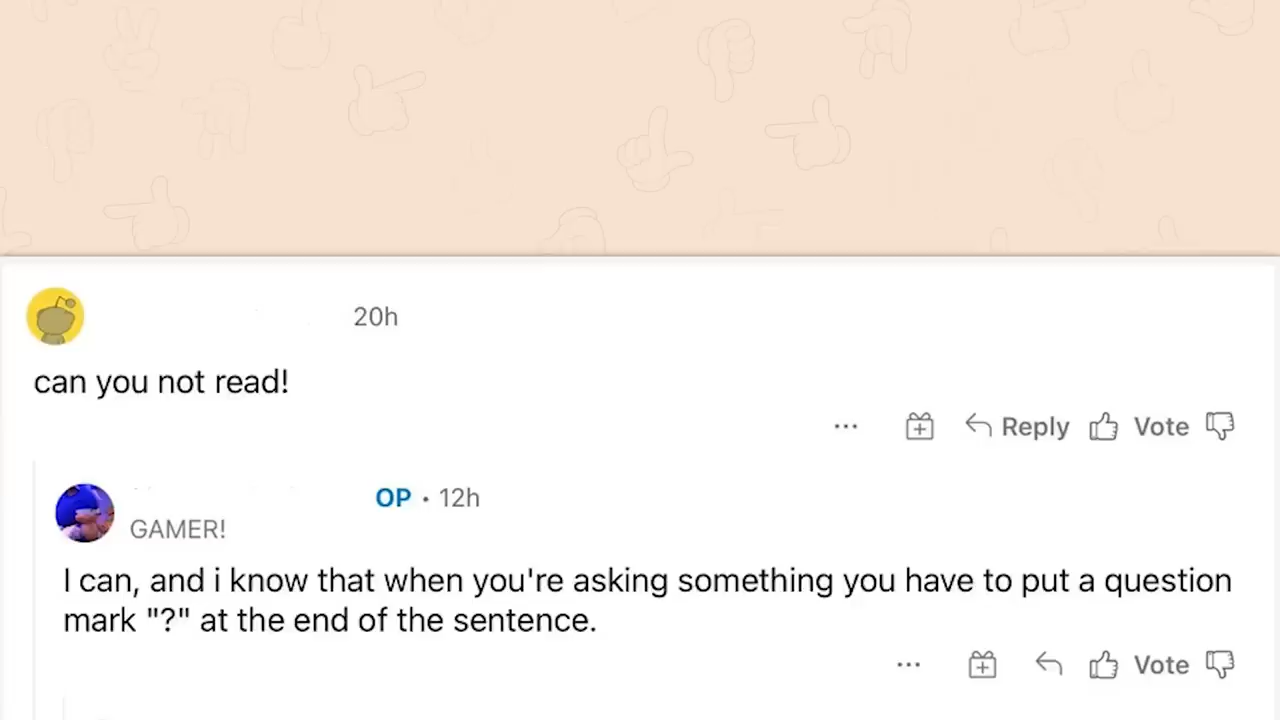 20h
can you not read!
... Reply Vote
OP · 12h
GAMER!
I can, and i know that when you're asking something you have to put a question
mark "?" at the end of the sentence.
... Vote